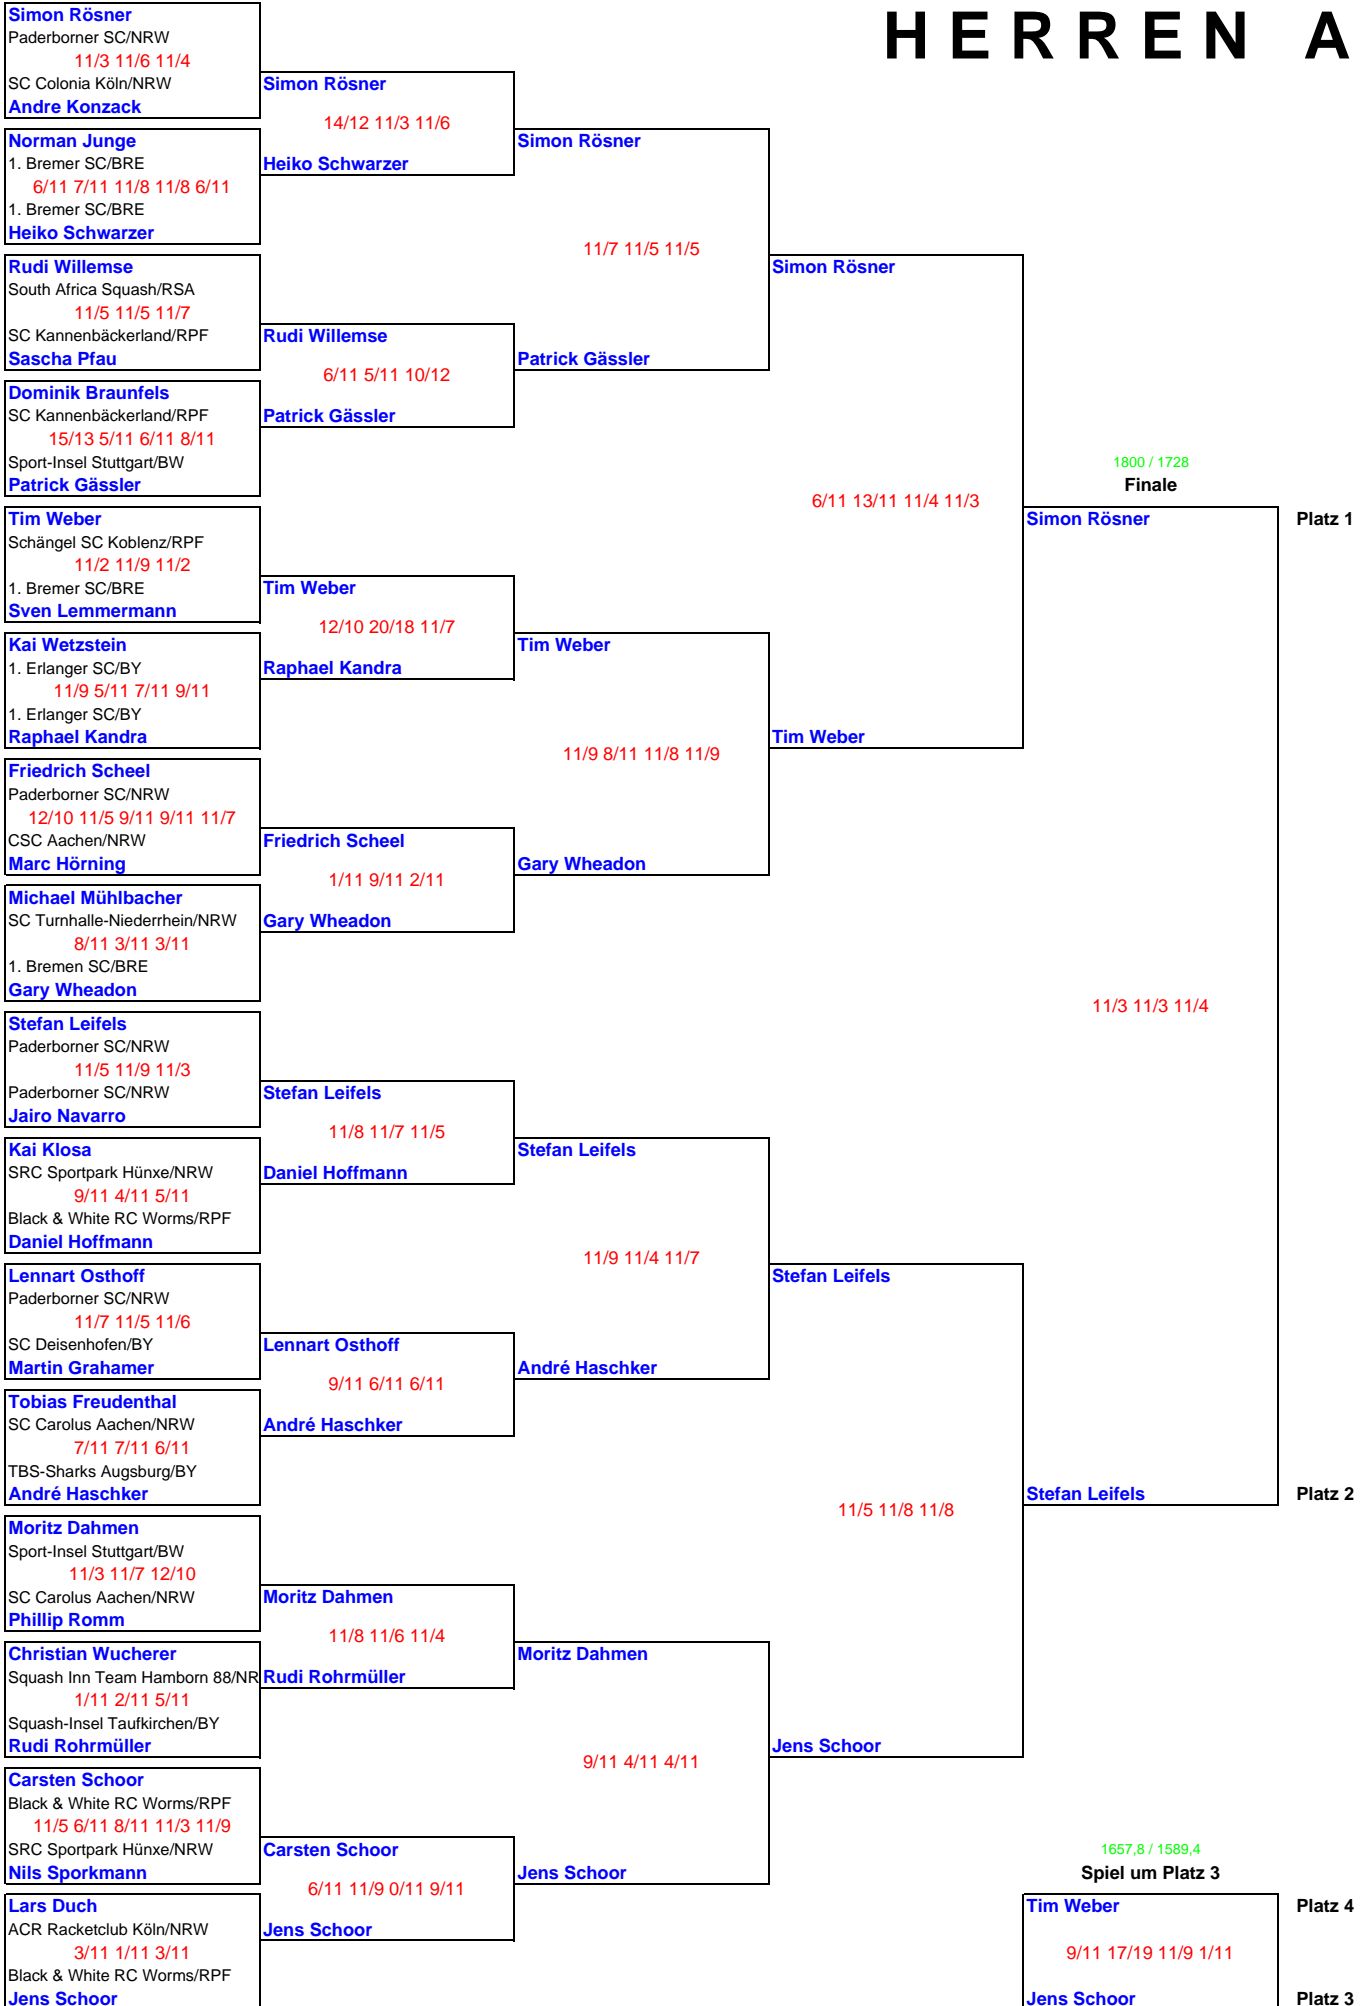 HERREN A
Simon Rösner
Paderborner SC/NRW
11/3 11/6 11/4
SC Colonia Köln/NRW
Andre Konzack
Norman Junge
1. Bremer SC/BRE
6/11 7/11 11/8 11/8 6/11
1. Bremer SC/BRE
Heiko Schwarzer
Rudi Willemse
South Africa Squash/RSA
11/5 11/5 11/7
SC Kannenbäckerland/RPF
Sascha Pfau
Dominik Braunfels
SC Kannenbäckerland/RPF
15/13 5/11 6/11 8/11
Sport-Insel Stuttgart/BW
Patrick Gässler
Tim Weber
Schängel SC Koblenz/RPF
11/2 11/9 11/2
1. Bremer SC/BRE
Sven Lemmermann
Kai Wetzstein
1. Erlanger SC/BY
11/9 5/11 7/11 9/11
1. Erlanger SC/BY
Raphael Kandra
Friedrich Scheel
Paderborner SC/NRW
12/10 11/5 9/11 9/11 11/7
CSC Aachen/NRW
Marc Hörning
Michael Mühlbacher
SC Turnhalle-Niederrhein/NRW
8/11 3/11 3/11
1. Bremen SC/BRE
Gary Wheadon
Stefan Leifels
Paderborner SC/NRW
11/5 11/9 11/3
Paderborner SC/NRW
Jairo Navarro
Kai Klosa
SRC Sportpark Hünxe/NRW
9/11 4/11 5/11
Black & White RC Worms/RPF
Daniel Hoffmann
Lennart Osthoff
Paderborner SC/NRW
11/7 11/5 11/6
SC Deisenhofen/BY
Martin Grahamer
Tobias Freudenthal
SC Carolus Aachen/NRW
7/11 7/11 6/11
TBS-Sharks Augsburg/BY
André Haschker
Moritz Dahmen
Sport-Insel Stuttgart/BW
11/3 11/7 12/10
SC Carolus Aachen/NRW
Phillip Romm
Christian Wucherer
Squash Inn Team Hamborn 88/NR
1/11 2/11 5/11
Squash-Insel Taufkirchen/BY
Rudi Rohrmüller
Carsten Schoor
Black & White RC Worms/RPF
11/5 6/11 8/11 11/3 11/9
SRC Sportpark Hünxe/NRW
Nils Sporkmann
Lars Duch
ACR Racketclub Köln/NRW
3/11 1/11 3/11
Black & White RC Worms/RPF
Jens Schoor
Simon Rösner
14/12 11/3 11/6
Heiko Schwarzer
Rudi Willemse
6/11 5/11 10/12
Patrick Gässler
Tim Weber
12/10 20/18 11/7
Raphael Kandra
Friedrich Scheel
1/11 9/11 2/11
Gary Wheadon
Stefan Leifels
11/8 11/7 11/5
Daniel Hoffmann
Lennart Osthoff
9/11 6/11 6/11
André Haschker
Moritz Dahmen
11/8 11/6 11/4
Rudi Rohrmüller
Carsten Schoor
6/11 11/9 0/11 9/11
Jens Schoor
Simon Rösner
11/7 11/5 11/5
Patrick Gässler
Tim Weber
11/9 8/11 11/8 11/9
Gary Wheadon
Stefan Leifels
11/9 11/4 11/7
André Haschker
Moritz Dahmen
9/11 4/11 4/11
Jens Schoor
Simon Rösner
6/11 13/11 11/4 11/3
Tim Weber
Stefan Leifels
11/5 11/8 11/8
Jens Schoor
1800 / 1728
Finale
Simon Rösner Platz 1
11/3 11/3 11/4
Stefan Leifels Platz 2
1657,8 / 1589,4
Spiel um Platz 3
Tim Weber Platz 4
9/11 17/19 11/9 1/11
Jens Schoor Platz 3